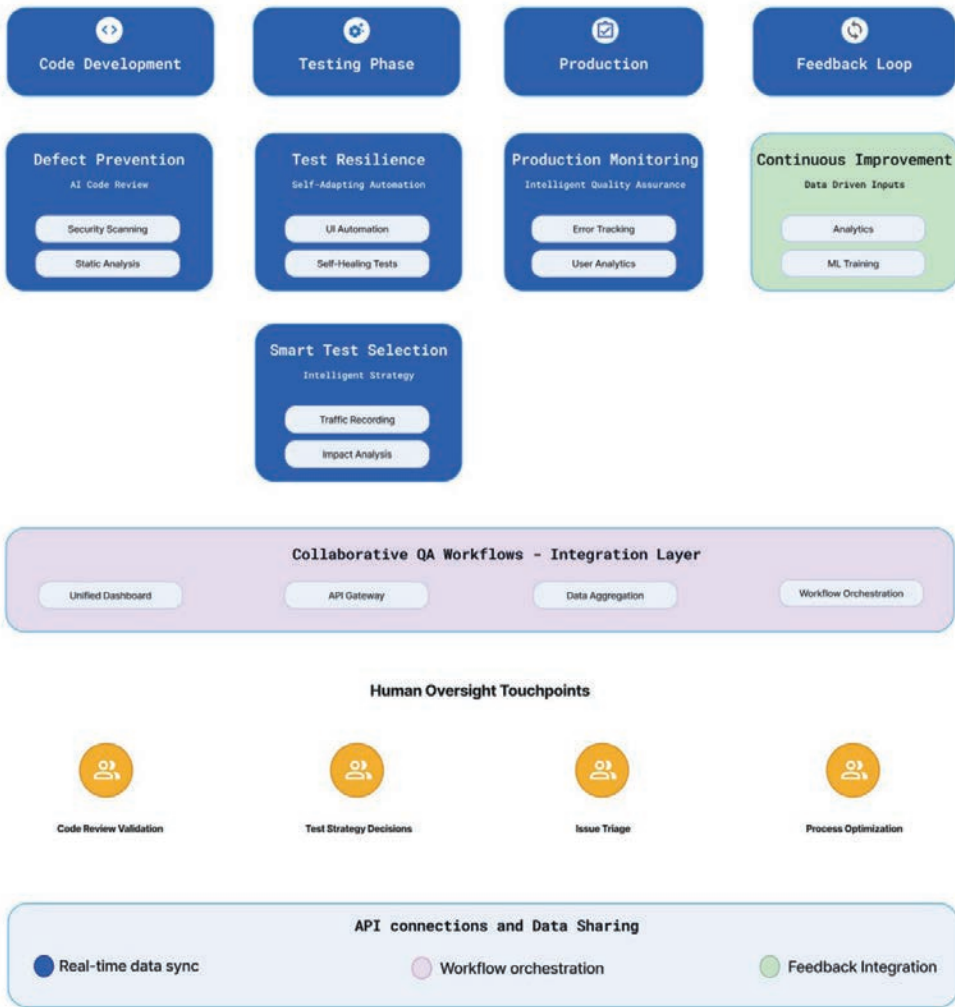 Code Development
Testing Phase
Production
Feedback Loop
Defect Prevention
AI Code Review
Security Scanning
Static Analysis
Test Resilience
Self-Adapting Automation
UI Automation
Self-Healing Tests
Production Monitoring
Intelligent Quality Assurance
Error Tracking
User Analytics
Continuous Improvement
Data Driven Inputs
Analytics
ML Training
Smart Test Selection
Intelligent Strategy
Traffic Recording
Impact Analysis
Collaborative QA Workflows - Integration Layer
Unified Dashboard
API Gateway
Data Aggregation
Workflow Orchestration
Human Oversight Touchpoints
Code Review Validation
Test Strategy Decisions
Issue Triage
Process Optimization
API connections and Data Sharing
Real-time data sync
Workflow orchestration
Feedback Integration